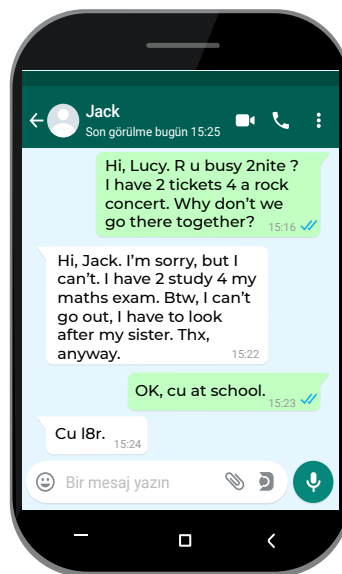 Jack
Son görülme bugün 15:25
Hi, Lucy. R u busy 2nite ?
I have 2 tickets 4 a rock
concert. Why don’t we
go there together? 15:16
Hi, Jack. I’m sorry, but I
can’t. I have 2 study 4 my
maths exam. Btw, I can’t
go out, I have to look
after my sister. Thx,
anyway. 15:22
OK, cu at school. 15:23
Cu l8r. 15:24
Bir mesaj yazın